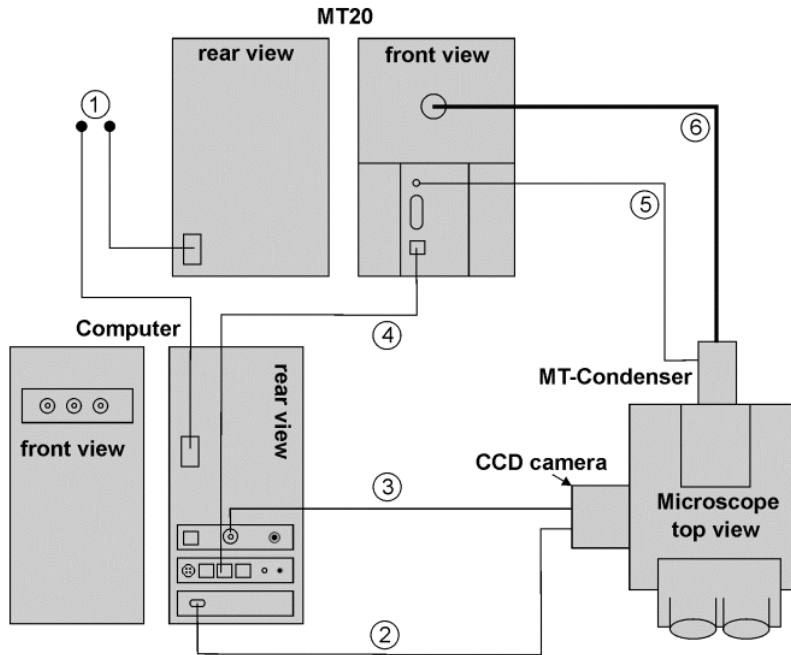 MT20
rear view
front view
1
6
5
4
Computer
front view
rear view
MT-Condenser
CCD camera
3
Microscope
top view
2